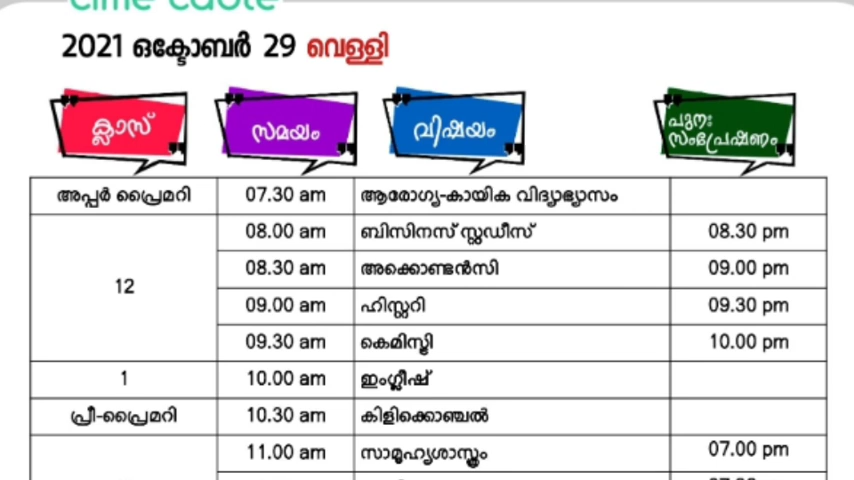 time table
2021 ഒക്ടോബർ 29 വെള്ളി
ക്ലാസ് സമയം വിഷയം പുനഃ സംപ്രേഷണം
അപ്പർ പ്രൈമറി 07.30 am ആരോഗ്യ-കായിക വിദ്യാഭ്യാസം
12 08.00 am ബിസിനസ് സ്റ്റഡീസ് 08.30 pm
08.30 am അക്കൌണ്ടൻസി 09.00 pm
09.00 am ഹിസ്റ്ററി 09.30 pm
09.30 am കെമിസ്ട്രി 10.00 pm
1 10.00 am ഇംഗ്ലീഷ്
പ്രീ-പ്രൈമറി 10.30 am കിളിക്കൊഞ്ചൽ
11.00 am സാമൂഹ്യശാസ്ത്രം 07.00 pm